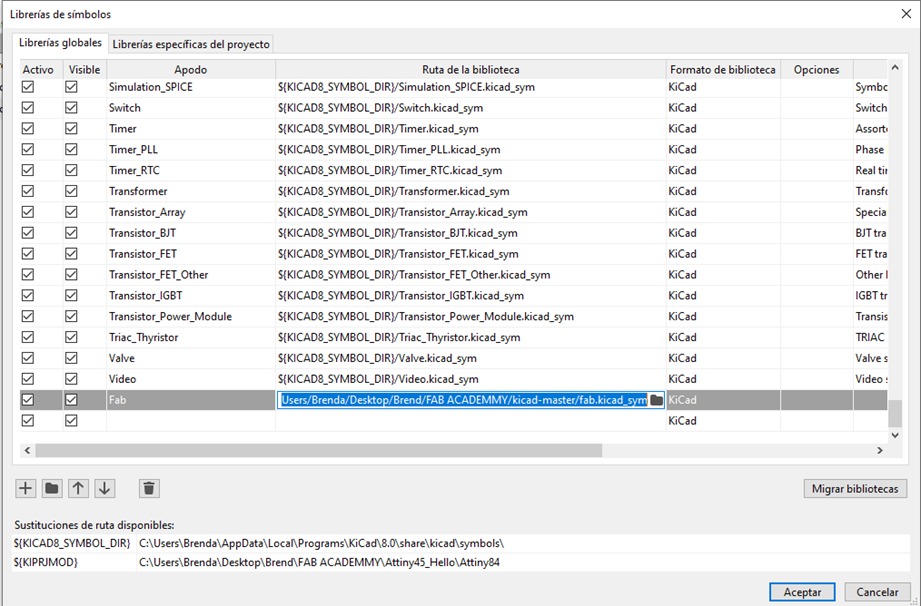 Librerías de símbolos
Librerías globales Librerías específicas del proyecto
Activo Visible Apodo Ruta de la biblioteca Formato de biblioteca Opciones
Simulation_SPICE ${KICAD8_SYMBOL_DIR}/Simulation_SPICE.kicad_sym KiCad Symbc
Switch ${KICAD8_SYMBOL_DIR}/Switch.kicad_sym KiCad Switch
Timer ${KICAD8_SYMBOL_DIR}/Timer.kicad_sym KiCad Assort
Timer_PLL ${KICAD8_SYMBOL_DIR}/Timer_PLL.kicad_sym KiCad Phase
Timer_RTC ${KICAD8_SYMBOL_DIR}/Timer_RTC.kicad_sym KiCad Real tir
Transformer ${KICAD8_SYMBOL_DIR}/Transformer.kicad_sym KiCad Transfo
Transistor_Array ${KICAD8_SYMBOL_DIR}/Transistor_Array.kicad_sym KiCad Specia
Transistor_BJT ${KICAD8_SYMBOL_DIR}/Transistor_BJT.kicad_sym KiCad BJT tra
Transistor_FET ${KICAD8_SYMBOL_DIR}/Transistor_FET.kicad_sym KiCad FET tra
Transistor_FET_Other ${KICAD8_SYMBOL_DIR}/Transistor_FET_Other.kicad_sym KiCad Other
Transistor_IGBT ${KICAD8_SYMBOL_DIR}/Transistor_IGBT.kicad_sym KiCad IGBT tr
Transistor_Power_Module ${KICAD8_SYMBOL_DIR}/Transistor_Power_Module.kicad_sym KiCad Transis
Triac_Thyristor ${KICAD8_SYMBOL_DIR}/Triac_Thyristor.kicad_sym KiCad TRIAC
Valve ${KICAD8_SYMBOL_DIR}/Valve.kicad_sym KiCad Valve s
Video ${KICAD8_SYMBOL_DIR}/Video.kicad_sym KiCad Video
Fab Users/Brenda/Desktop/Brend/FAB ACADEMMY/kicad-master/fab.kicad_sym KiCad
KiCad
Migrar bibliotecas
Sustituciones de ruta disponibles:
${KICAD8_SYMBOL_DIR} C:\Users\Brenda\AppData\Local\Programs\KiCad\8.0\share\kicad\symbols\
${KIPRJMOD} C:\Users\Brenda\Desktop\Brend\FAB ACADEMMY\Attiny45_Hello\Attiny84
Aceptar Cancelar